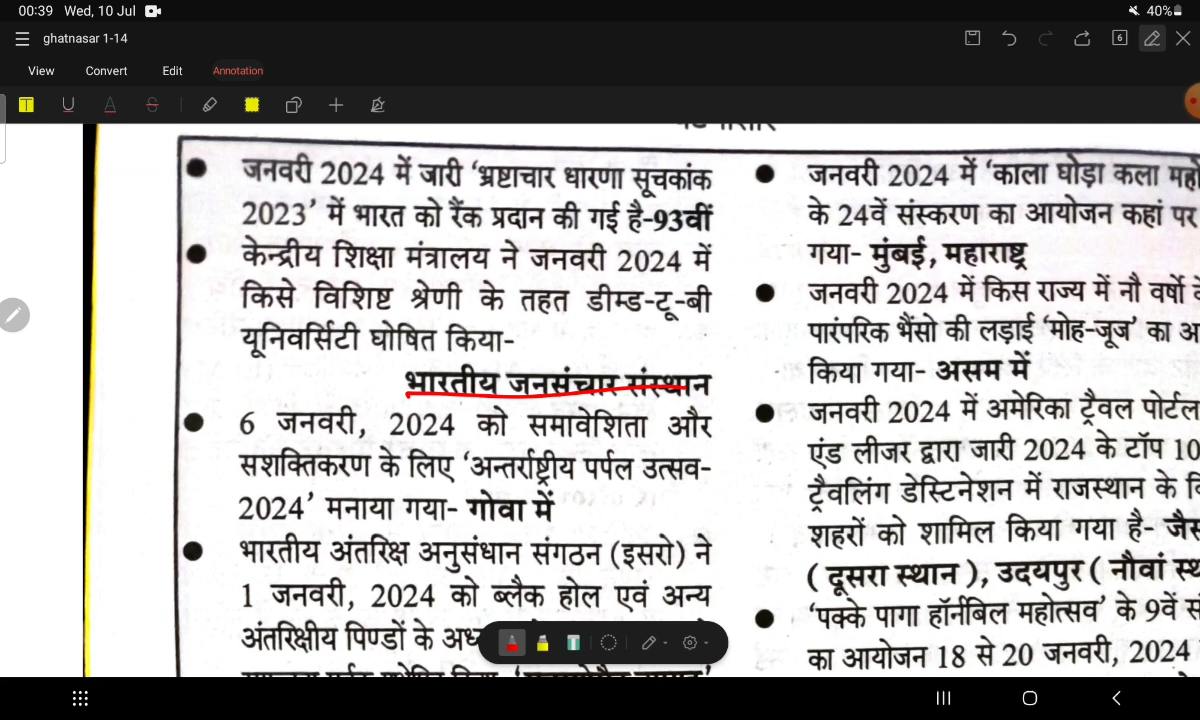 00:39 Wed, 10 Jul
40%
ghatnasar 1-14
6
View Convert Edit Annotation
T U A S
जनवरी 2024 में जारी ‘भ्रष्टाचार धारणा सूचकांक
2023’ में भारत को रैंक प्रदान की गई है-93वीं
केन्द्रीय शिक्षा मंत्रालय ने जनवरी 2024 में
किसे विशिष्ट श्रेणी के तहत डीम्ड-टू-बी
यूनिवर्सिटी घोषित किया-
भारतीय जनसंचार संस्थान
6 जनवरी, 2024 को समावेशिता और
सशक्तिकरण के लिए ‘अन्तर्राष्ट्रीय पर्पल उत्सव-
2024’ मनाया गया- गोवा में
भारतीय अंतरिक्ष अनुसंधान संगठन (इसरो) ने
1 जनवरी, 2024 को ब्लैक होल एवं अन्य
अंतरिक्षीय पिण्डों के
जनवरी 2024 में ‘काला घोड़ा कला
के 24वें संस्करण का आयोजन कहां पर
गया- मुंबई, महाराष्ट्र
जनवरी 2024 में किस राज्य में नौ वर्षों
पारंपरिक भैंसो की लड़ाई ‘मोह-जूज’ का
किया गया- असम में
जनवरी 2024 में अमेरिका ट्रैवल पोर्टल
एंड लीजर द्वारा जारी 2024 के टॉप 10
ट्रैवलिंग डेस्टिनेशन में राजस्थान के
शहरों को शामिल किया गया है-
( दूसरा स्थान ), उदयपुर ( नौवां
‘पक्के पागा हॉर्नबिल महोत्सव’ के 9वें
का आयोजन 18 से 20 जनवरी, 2024